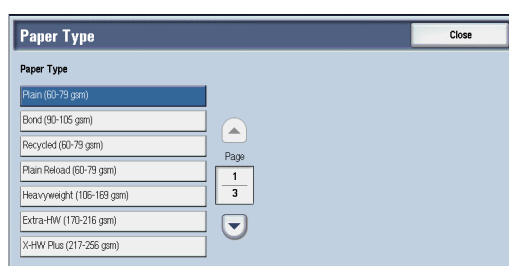 Paper Type
Close
Paper Type
Plain (60-79 gsm)
Bond (90-105 gsm)
Recycled (60-79 gsm)
Plain Reload (60-79 gsm)
Heavyweight (106-169 gsm)
Extra-HW (170-216 gsm)
X-HW Plus (217-256 gsm)
Page
1
3